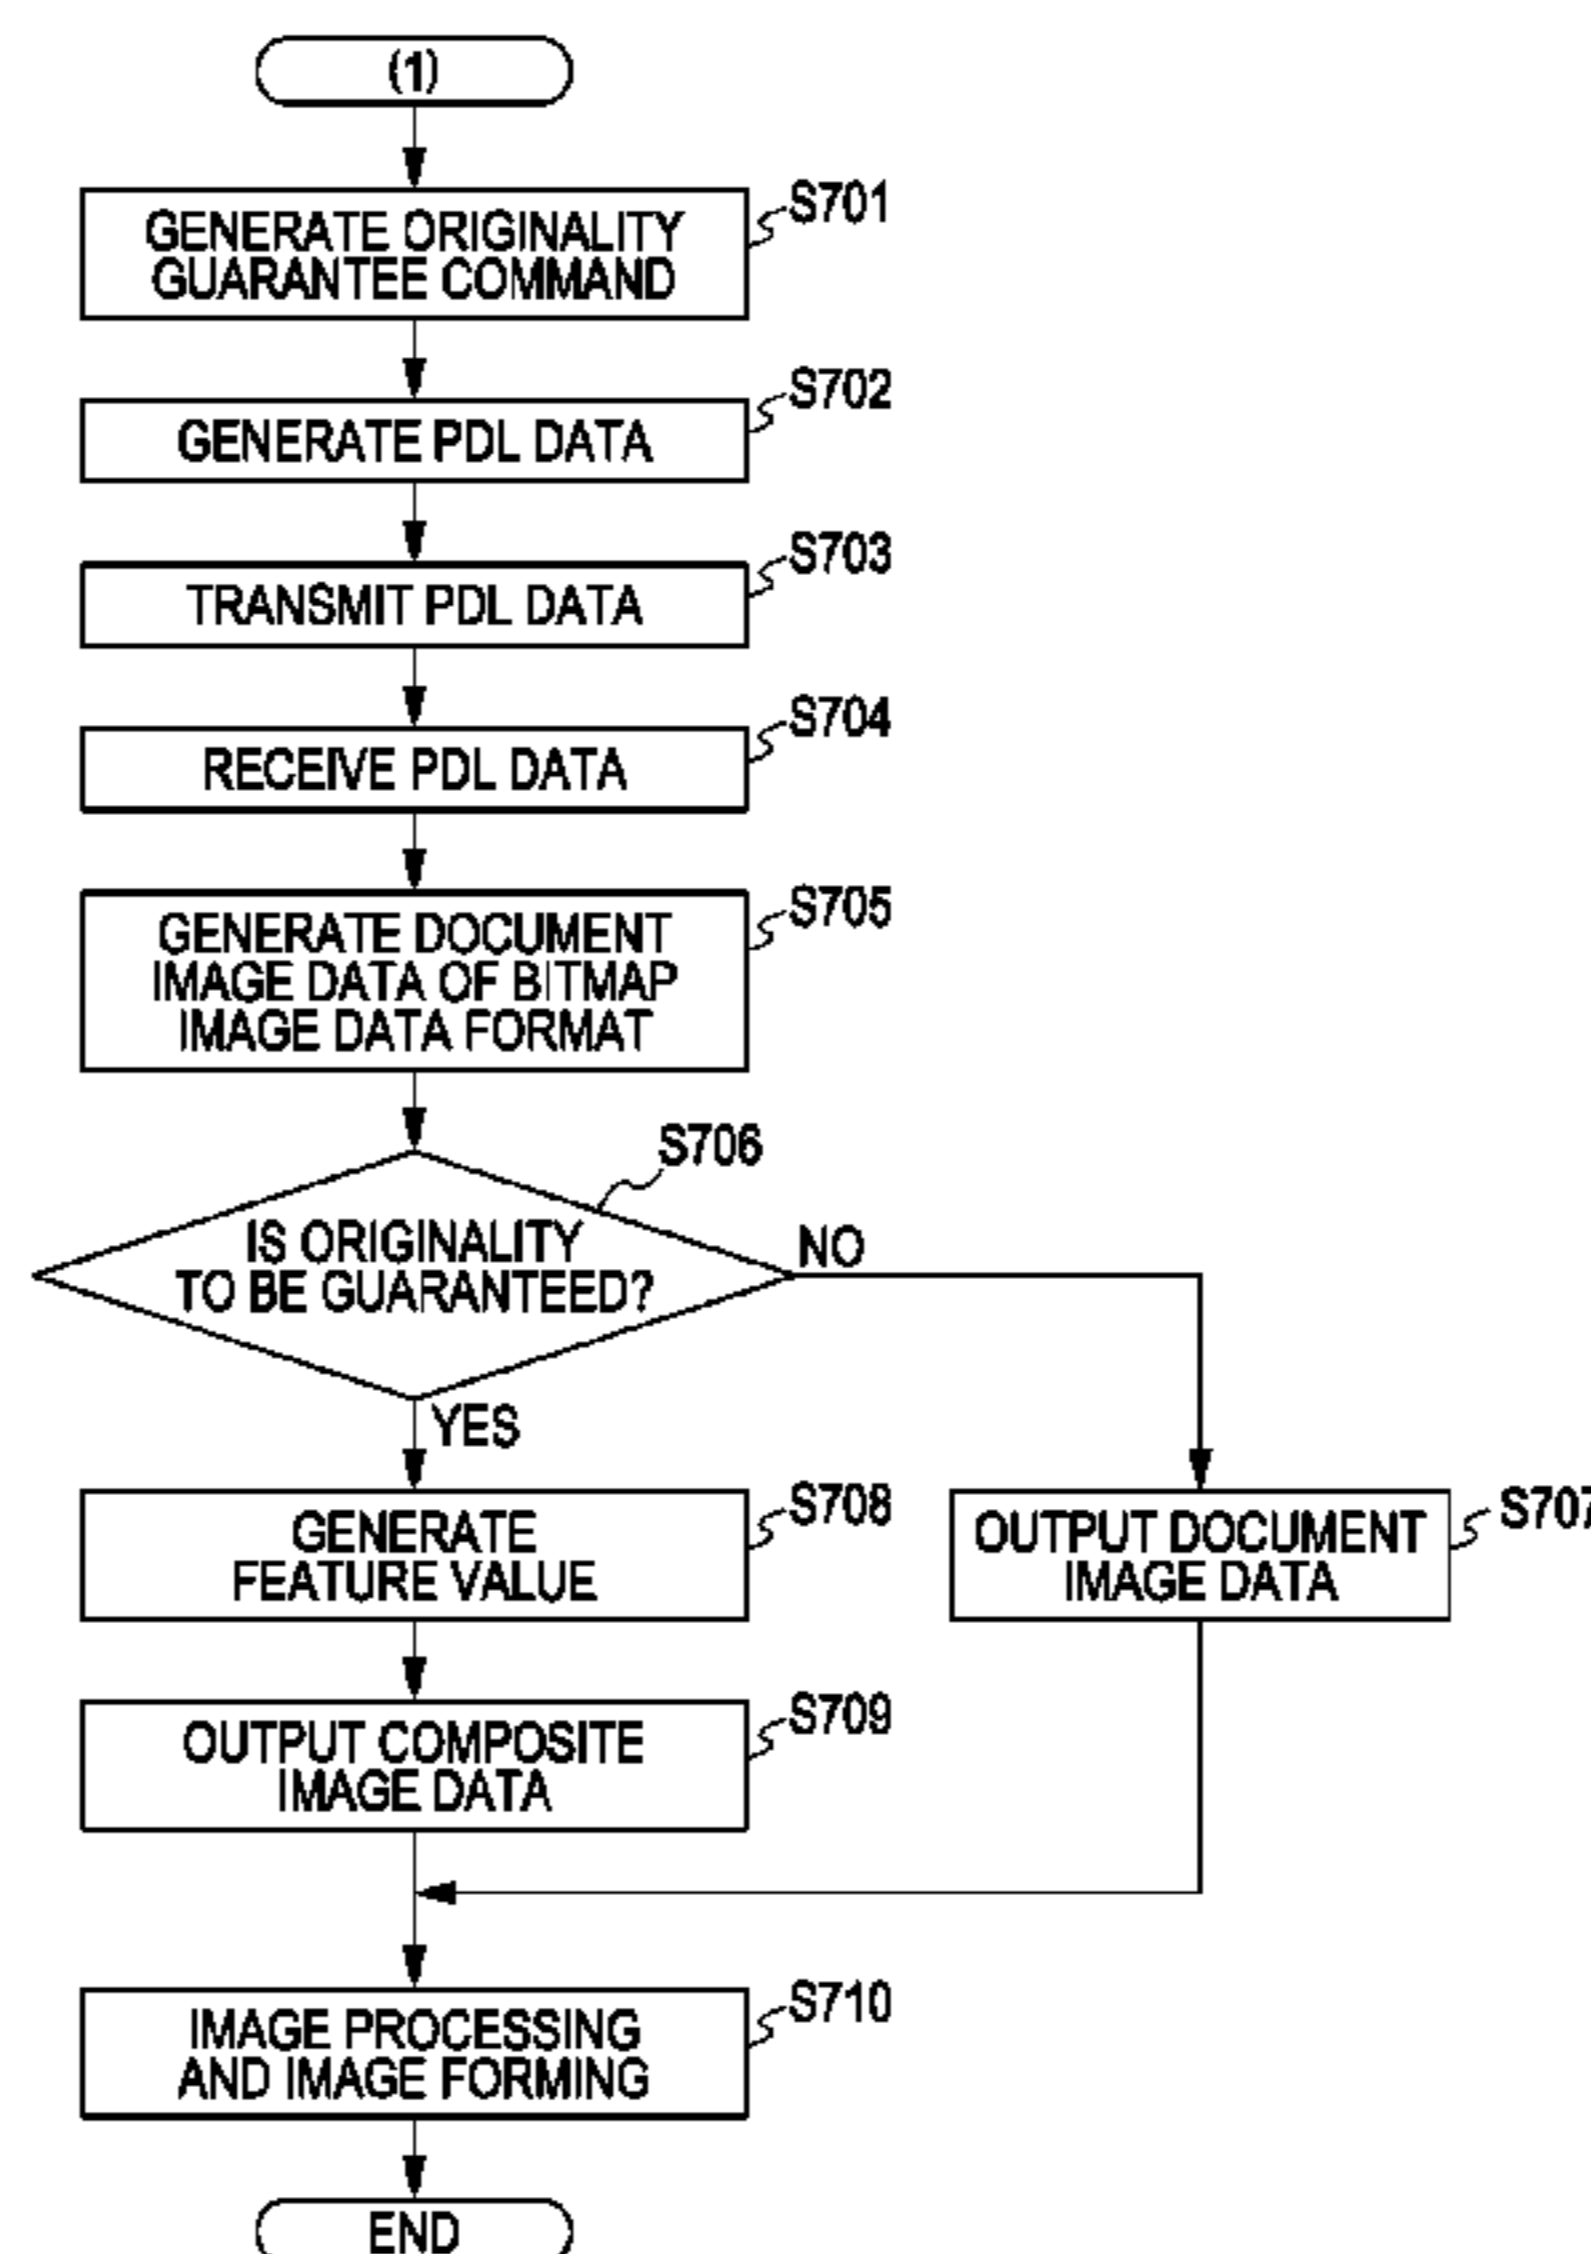 (1)
S701
GENERATE ORIGINALITY
GUARANTEE COMMAND
S702
GENERATE PDL DATA
S703
TRANSMIT PDL DATA
S704
RECEIVE PDL DATA
S705
GENERATE DOCUMENT
IMAGE DATA OF BITMAP
IMAGE DATA FORMAT
S706
IS ORIGINALITY
TO BE GUARANTEED?
NO
YES
S708
GENERATE
FEATURE VALUE
S707
OUTPUT DOCUMENT
IMAGE DATA
S709
OUTPUT COMPOSITE
IMAGE DATA
S710
IMAGE PROCESSING
AND IMAGE FORMING
END